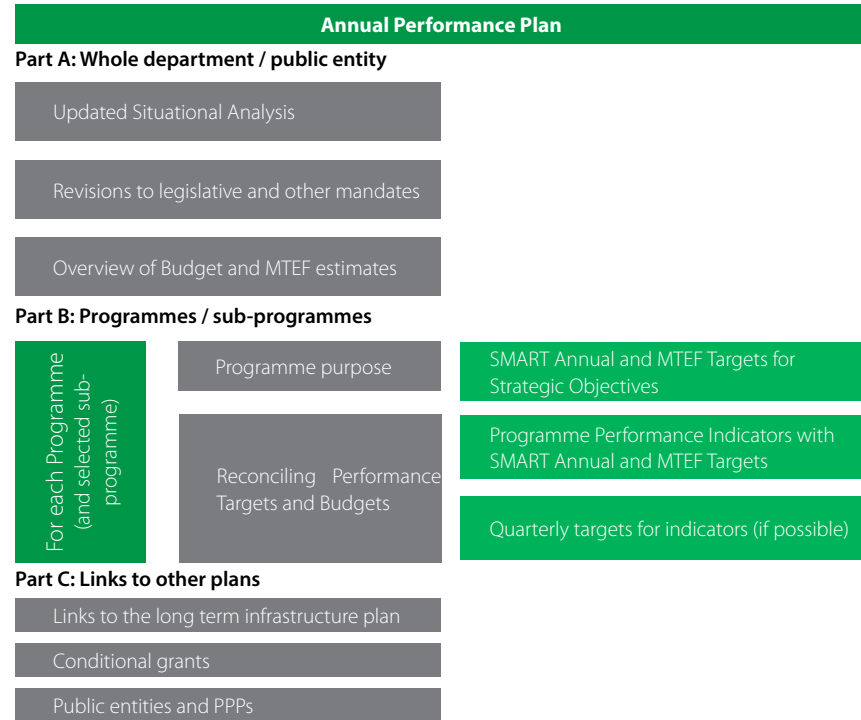 Annual Performance Plan
Part A: Whole department / public entity
Updated Situational Analysis
Revisions to legislative and other mandates
Overview of Budget and MTEF estimates
Part B: Programmes / sub-programmes
For each Programme
(and selected sub-
programme)
Programme purpose
Reconciling Performance
Targets and Budgets
SMART Annual and MTEF Targets for
Strategic Objectives
Programme Performance Indicators with
SMART Annual and MTEF Targets
Quarterly targets for indicators (if possible)
Part C: Links to other plans
Links to the long term infrastructure plan
Conditional grants
Public entities and PPPs